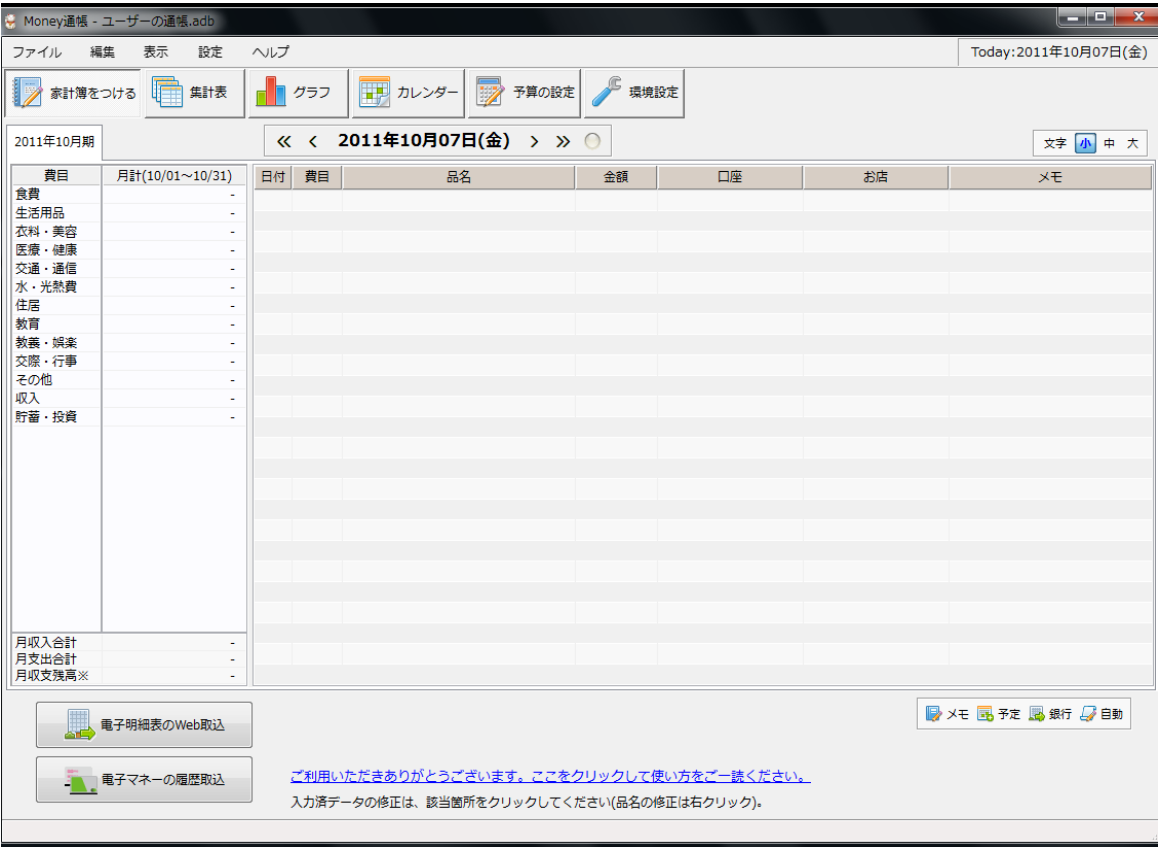 Money通帳 - ユーザーの通帳.adb
ファイル 編集 表示 設定 ヘルプ Today:2011年10月07日(金)
家計簿をつける 集計表 グラフ カレンダー 予算の設定 環境設定
2011年10月期 << < 2011年10月07日(金) > >> 文字 小 中 大
費目 月計(10/01～10/31) 日付 費目 品名 金額 口座 お店 メモ
食費 -
生活用品 -
衣料・美容 -
医療・健康 -
交通・通信 -
水・光熱費 -
住居 -
教育 -
教養・娯楽 -
交際・行事 -
その他 -
収入 -
貯蓄・投資 -
月収入合計 -
月支出合計 -
月収支残高※ -
電子明細表のWeb取込 メモ 予定 銀行 自動
電子マネーの履歴取込 ご利用いただきありがとうございます。ここをクリックして使い方をご一読ください。
入力済データの修正は、該当箇所をクリックしてください(品名の修正は右クリック)。